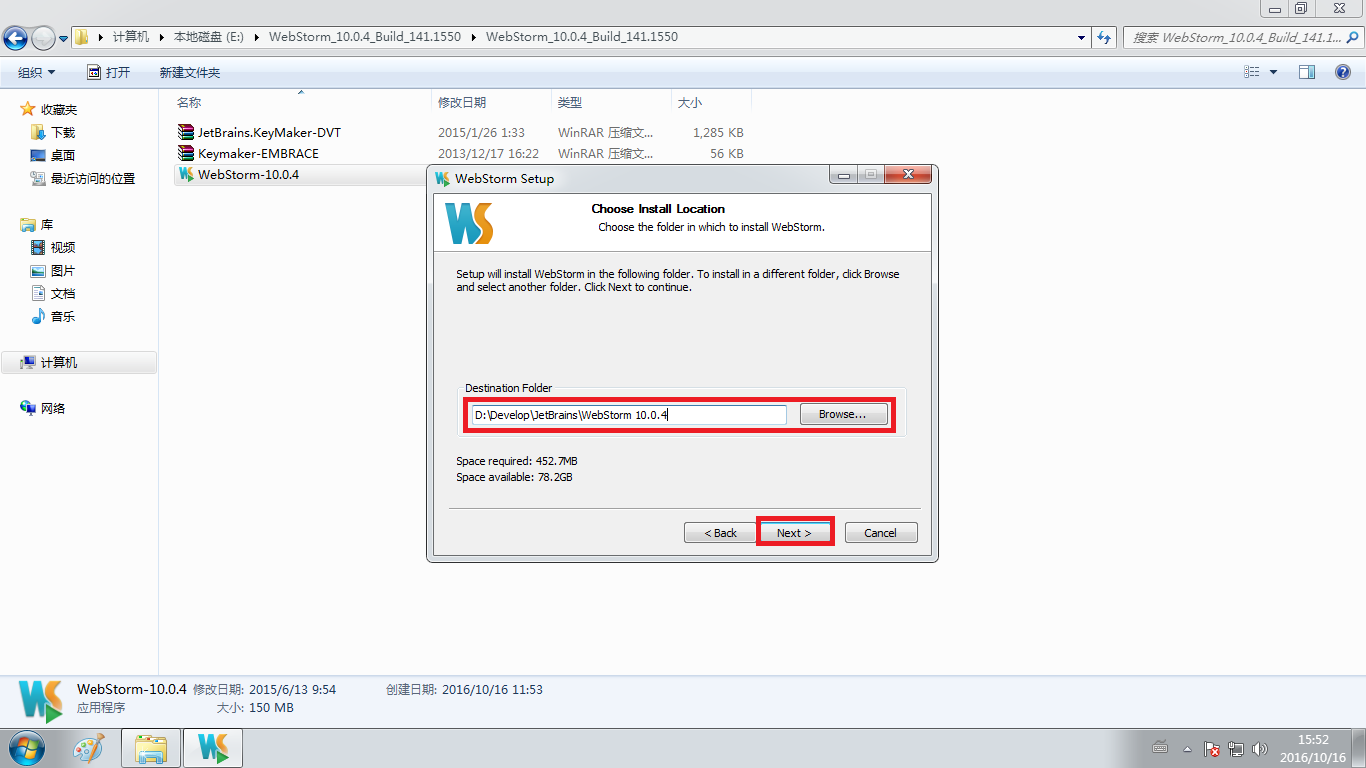 计算机 ▸ 本地磁盘 (E:) ▸ WebStorm_10.0.4_Build_141.1550 ▸ WebStorm_10.0.4_Build_141.1550
搜索 WebStorm_10.0.4_Build_141.1...
组织 打开 新建文件夹
收藏夹
下载
桌面
最近访问的位置
库
视频
图片
文档
音乐
计算机
网络
名称 修改日期 类型 大小
JetBrains.KeyMaker-DVT 2015/1/26 1:33 WinRAR 压缩文... 1,285 KB
Keymaker-EMBRACE 2013/12/17 16:22 WinRAR 压缩文... 56 KB
WebStorm-10.0.4
WebStorm Setup
WS
Choose Install Location
Choose the folder in which to install WebStorm.
Setup will install WebStorm in the following folder. To install in a different folder, click Browse
and select another folder. Click Next to continue.
Destination Folder
D:\Develop\JetBrains\WebStorm 10.0.4
Browse...
Space required: 452.7MB
Space available: 78.2GB
< Back Next > Cancel
WS
WebStorm-10.0.4 修改日期: 2015/6/13 9:54 创建日期: 2016/10/16 11:53
应用程序 大小: 150 MB
WS
15:52
2016/10/16